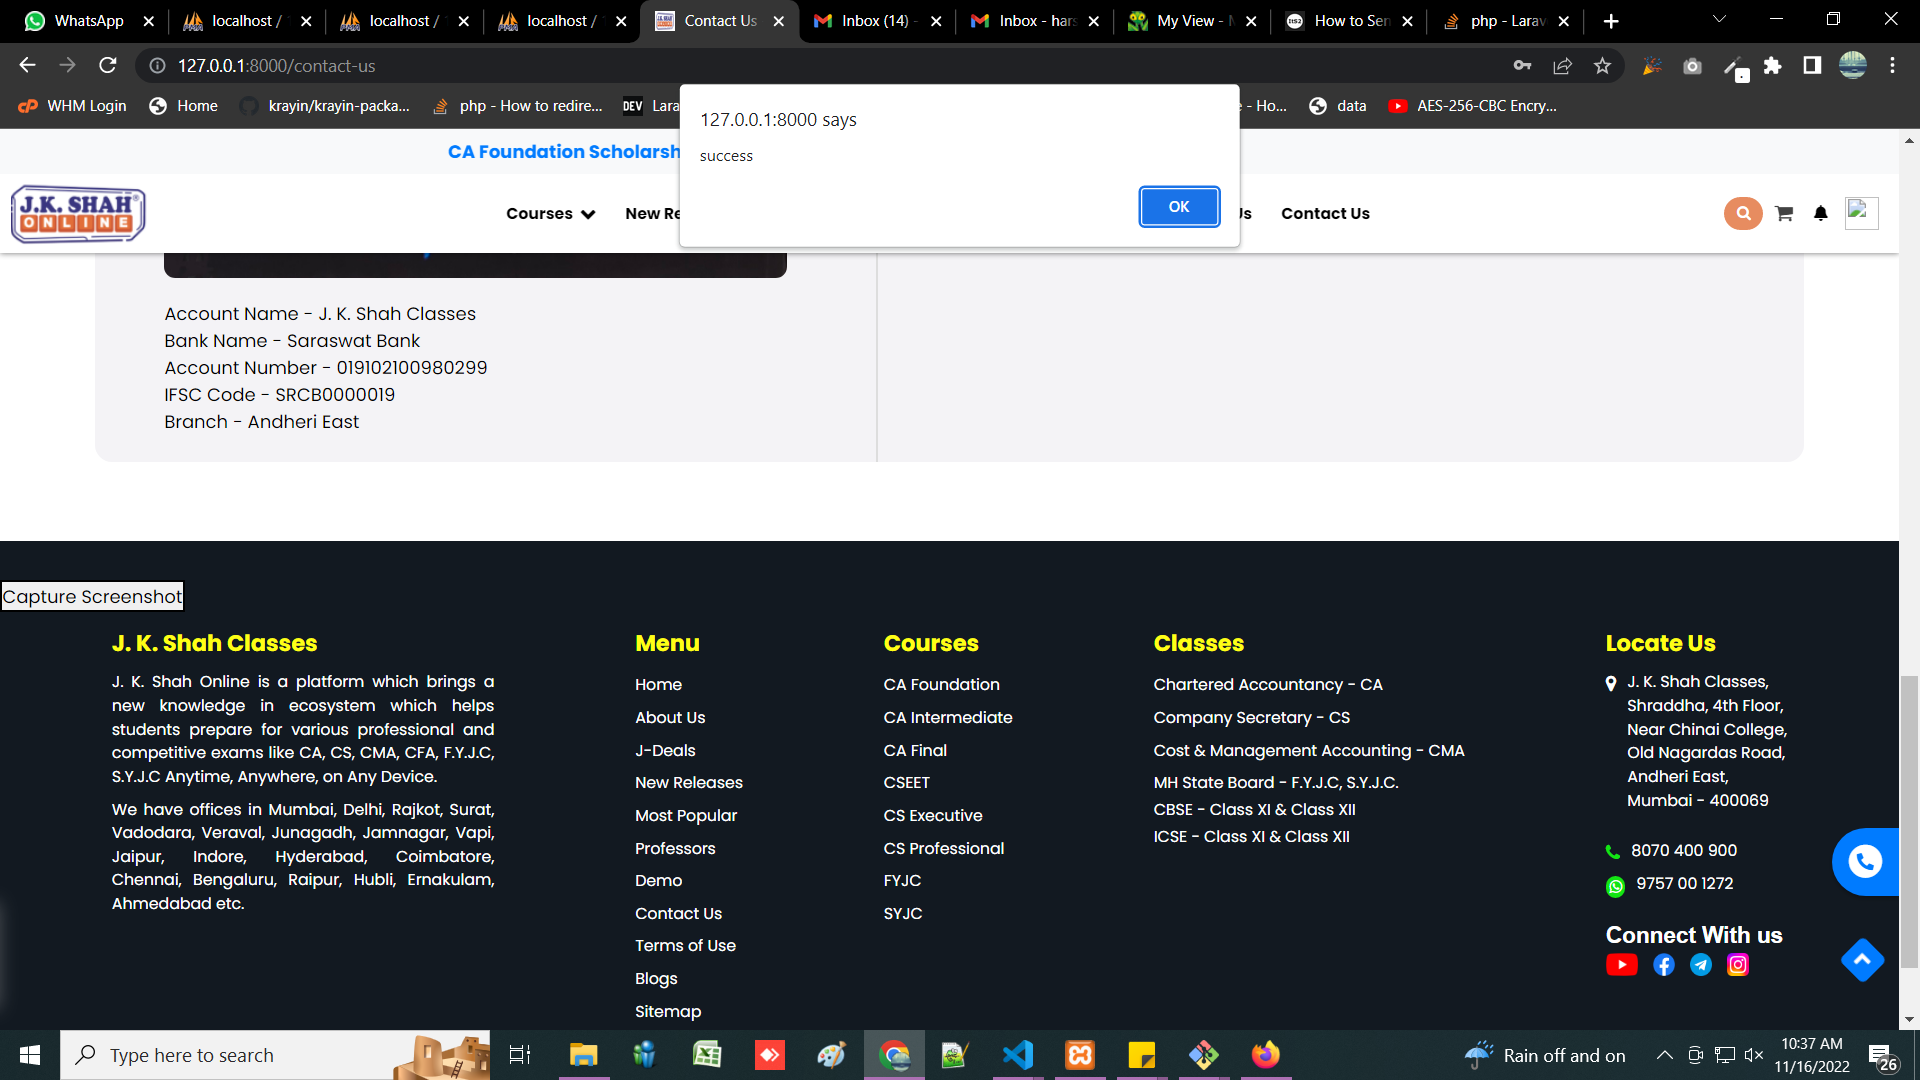 WhatsApp
localhost /
localhost /
localhost /
Contact Us
Inbox (14) -
Inbox - hars
My View - M
How to Sen
php - Larav
127.0.0.1:8000/contact-us
WHM Login
Home
krayin/krayin-packa...
php - How to redire...
DEV Lara
e - Ho...
data
AES-256-CBC Encry...
127.0.0.1:8000 says
success
OK
CA Foundation Scholarsh
J.K. SHAH®
ONLINE
Courses
New Re
Us
Contact Us
Account Name - J. K. Shah Classes
Bank Name - Saraswat Bank
Account Number - 019102100980299
IFSC Code - SRCB0000019
Branch - Andheri East
Capture Screenshot
J. K. Shah Classes
J. K. Shah Online is a platform which brings a
new knowledge in ecosystem which helps
students prepare for various professional and
competitive exams like CA, CS, CMA, CFA, F.Y.J.C,
S.Y.J.C Anytime, Anywhere, on Any Device.
We have offices in Mumbai, Delhi, Rajkot, Surat,
Vadodara, Veraval, Junagadh, Jamnagar, Vapi,
Jaipur, Indore, Hyderabad, Coimbatore,
Chennai, Bengaluru, Raipur, Hubli, Ernakulam,
Ahmedabad etc.
Menu
Home
About Us
J-Deals
New Releases
Most Popular
Professors
Demo
Contact Us
Terms of Use
Blogs
Sitemap
Courses
CA Foundation
CA Intermediate
CA Final
CSEET
CS Executive
CS Professional
FYJC
SYJC
Classes
Chartered Accountancy - CA
Company Secretary - CS
Cost & Management Accounting - CMA
MH State Board - F.Y.J.C, S.Y.J.C.
CBSE - Class XI & Class XII
ICSE - Class XI & Class XII
Locate Us
J. K. Shah Classes,
Shraddha, 4th Floor,
Near Chinai College,
Old Nagardas Road,
Andheri East,
Mumbai - 400069
8070 400 900
9757 00 1272
Connect With us
Type here to search
Rain off and on
10:37 AM
11/16/2022
26